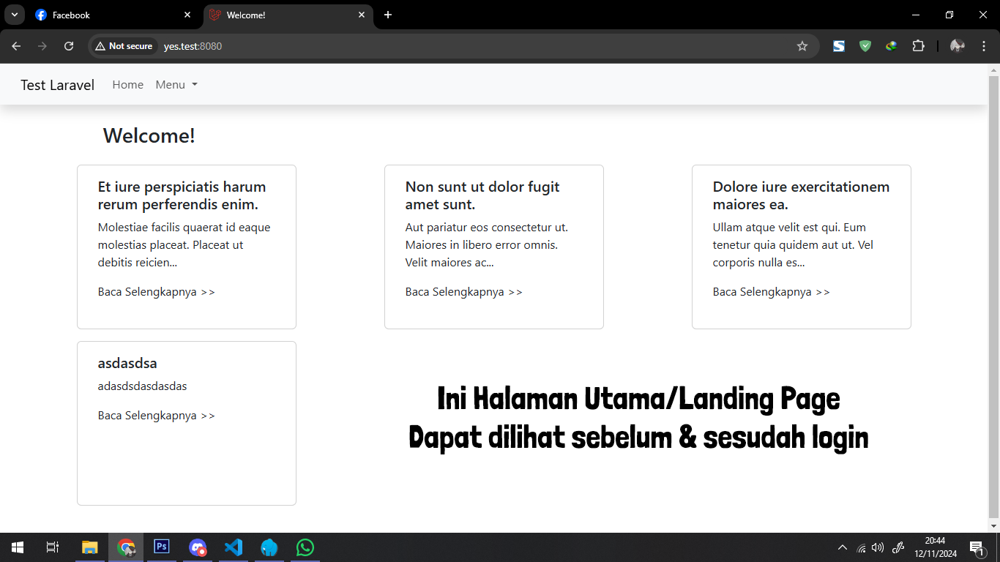 Facebook
Welcome!
Not secure
yes.test:8080
Test Laravel
Home
Menu
Welcome!
Et iure perspiciatis harum
rerum perferendis enim.
Molestiae facilis quaerat id eaque
molestias placeat. Placeat ut
debitis reicien...
Baca Selengkapnya >>
Non sunt ut dolor fugit
amet sunt.
Aut pariatur eos consectetur ut.
Maiores in libero error omnis.
Velit maiores ac...
Baca Selengkapnya >>
Dolore iure exercitationem
maiores ea.
Ullam atque velit est qui. Eum
tenetur quia quidem aut ut. Vel
corporis nulla es...
Baca Selengkapnya >>
asdasdsa
adasdsdasdasdas
Baca Selengkapnya >>
Ini Halaman Utama/Landing Page
Dapat dilihat sebelum & sesudah login
Ps
20:44
12/11/2024
1